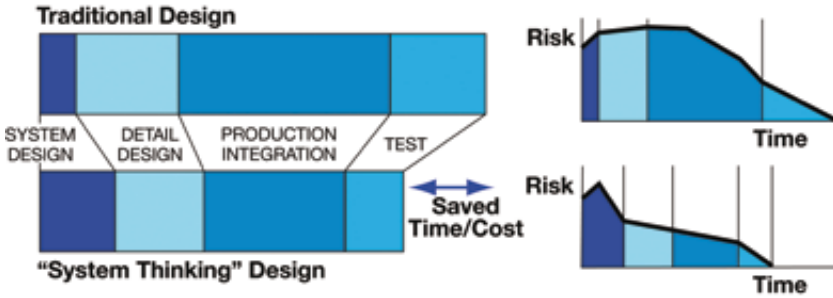 Traditional Design
SYSTEM
DESIGN
DETAIL
DESIGN
PRODUCTION
INTEGRATION
TEST
Saved
Time/Cost
“System Thinking” Design
Risk
Time
Risk
Time